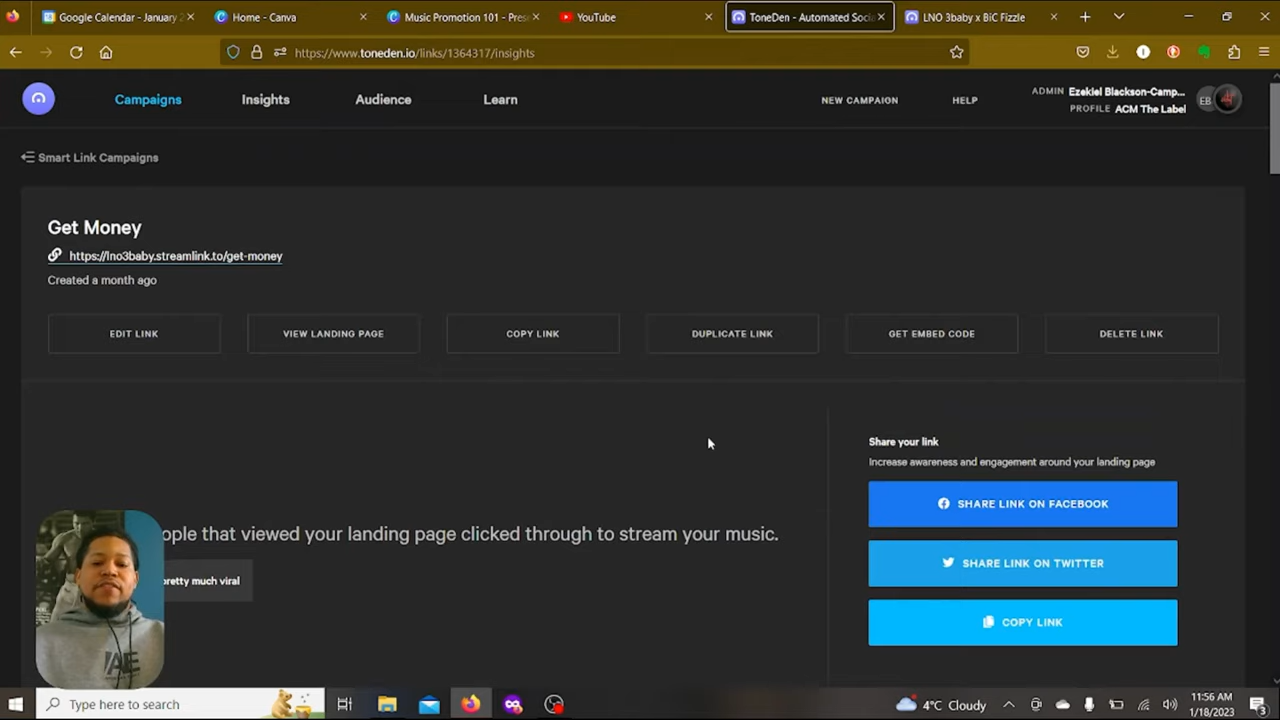 Google Calendar - January 2
Home - Canva
Music Promotion 101 - Prese
YouTube
ToneDen - Automated Socia
LNO 3baby x BiC Fizzle
https://www.toneden.io/links/1364317/insights
Campaigns
Insights
Audience
Learn
NEW CAMPAIGN
HELP
ADMIN Ezekiel Blackson-Camp...
PROFILE ACM The Label
EB
Smart Link Campaigns
Get Money
https://lno3baby.streamlink.to/get-money
Created a month ago
EDIT LINK
VIEW LANDING PAGE
COPY LINK
DUPLICATE LINK
GET EMBED CODE
DELETE LINK
ople that viewed your landing page clicked through to stream your music.
pretty much viral
Share your link
Increase awareness and engagement around your landing page
SHARE LINK ON FACEBOOK
SHARE LINK ON TWITTER
COPY LINK
Type here to search
4°C Cloudy
11:56 AM
1/18/2023
3